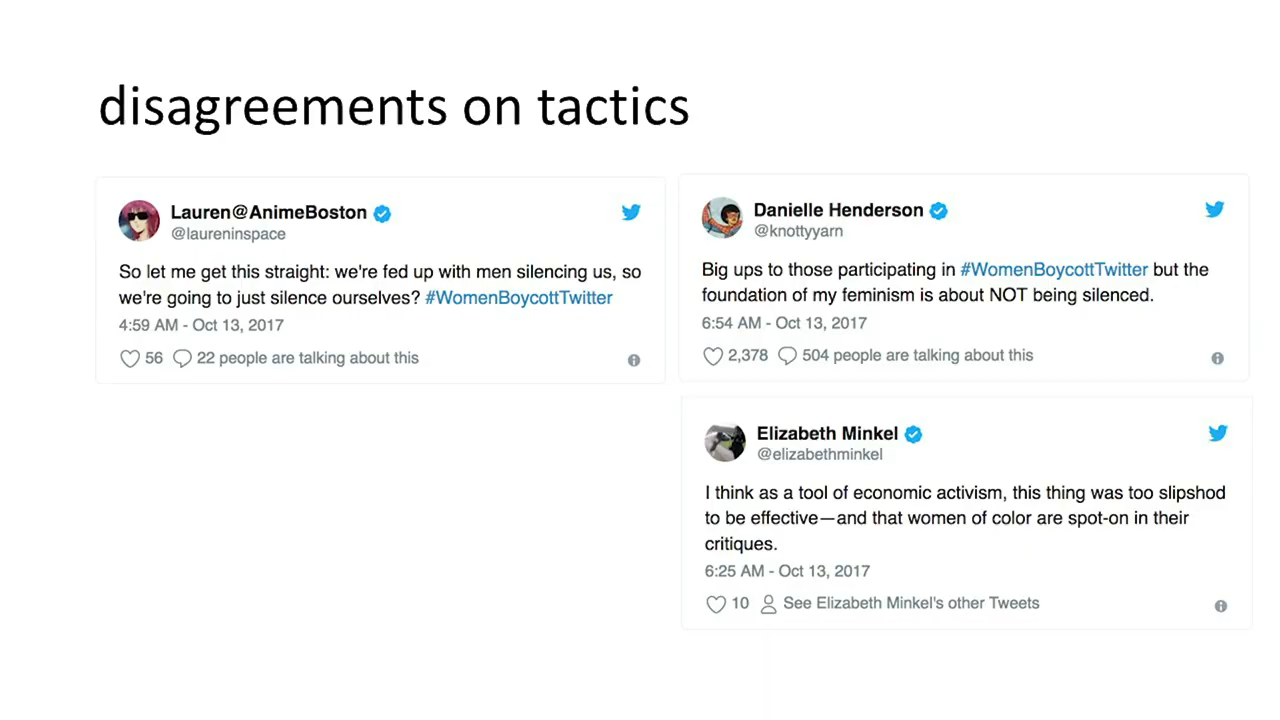 disagreements on tactics
Lauren@AnimeBoston
@laureninspace
So let me get this straight: we're fed up with men silencing us, so
we're going to just silence ourselves? #WomenBoycottTwitter
4:59 AM - Oct 13, 2017
56 22 people are talking about this
Danielle Henderson
@knottyyarn
Big ups to those participating in #WomenBoycottTwitter but the
foundation of my feminism is about NOT being silenced.
6:54 AM - Oct 13, 2017
2,378 504 people are talking about this
Elizabeth Minkel
@elizabethminkel
I think as a tool of economic activism, this thing was too slipshod
to be effective—and that women of color are spot-on in their
critiques.
6:25 AM - Oct 13, 2017
10 See Elizabeth Minkel's other Tweets